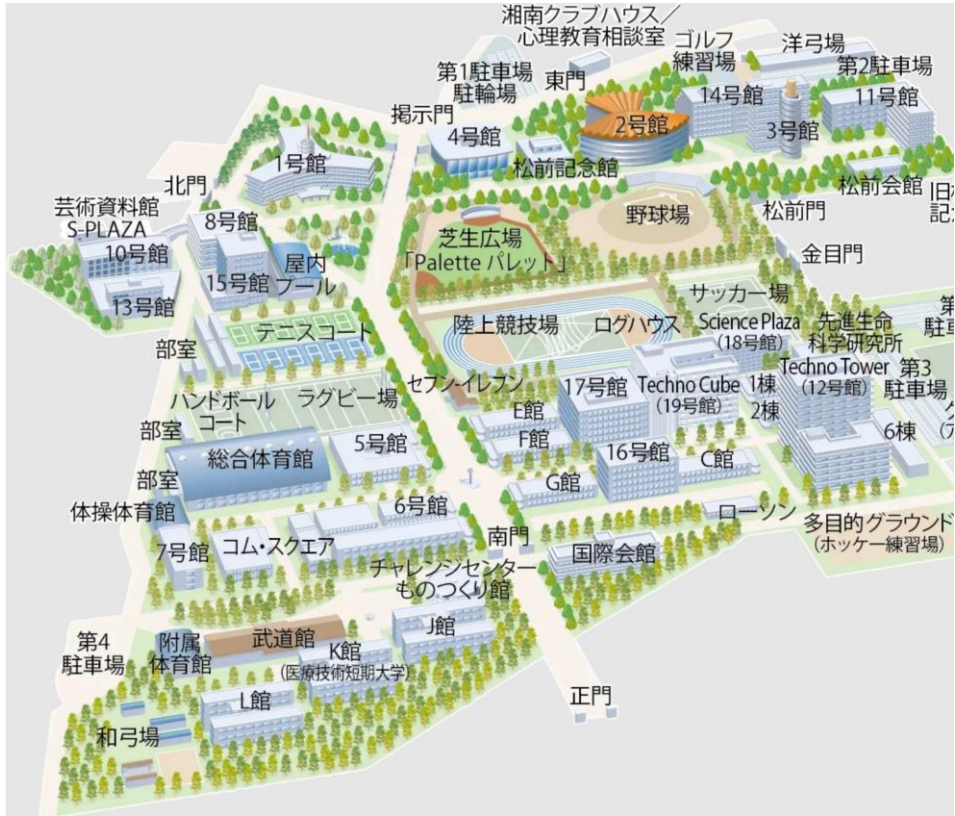 湘南クラブハウス／
心理教育相談室
ゴルフ
練習場
洋弓場
第1駐車場
駐輪場
東門
第2駐車場
掲示門
4号館
2号館
14号館
3号館
11号館
1号館
松前記念館
松前会館
北門
芸術資料館
S-PLAZA
10号館
8号館
野球場
松前門
旧松
芝生広場
「Palette パレット」
金目門
屋内
プール
15号館
13号館
サッカー場
部室
テニスコート
陸上競技場
ログハウス
Science Plaza
(18号館)
先進生命
科学研究所
第3
駐車場
セブン-イレブン
17号館
Techno Cube
(19号館)
1棟
2棟
Techno Tower
(12号館)
ハンドボール
コート
ラグビー場
E館
F館
6棟
部室
総合体育館
5号館
16号館
C館
部室
G館
体操体育館
6号館
ローソン
7号館
コム・スクエア
南門
国際会館
多目的グラウンド
(ホッケー練習場)
チャレンジセンター
ものつくり館
第4
駐車場
附属
体育館
武道館
J館
K館
(医療技術短期大学)
L館
正門
和弓場